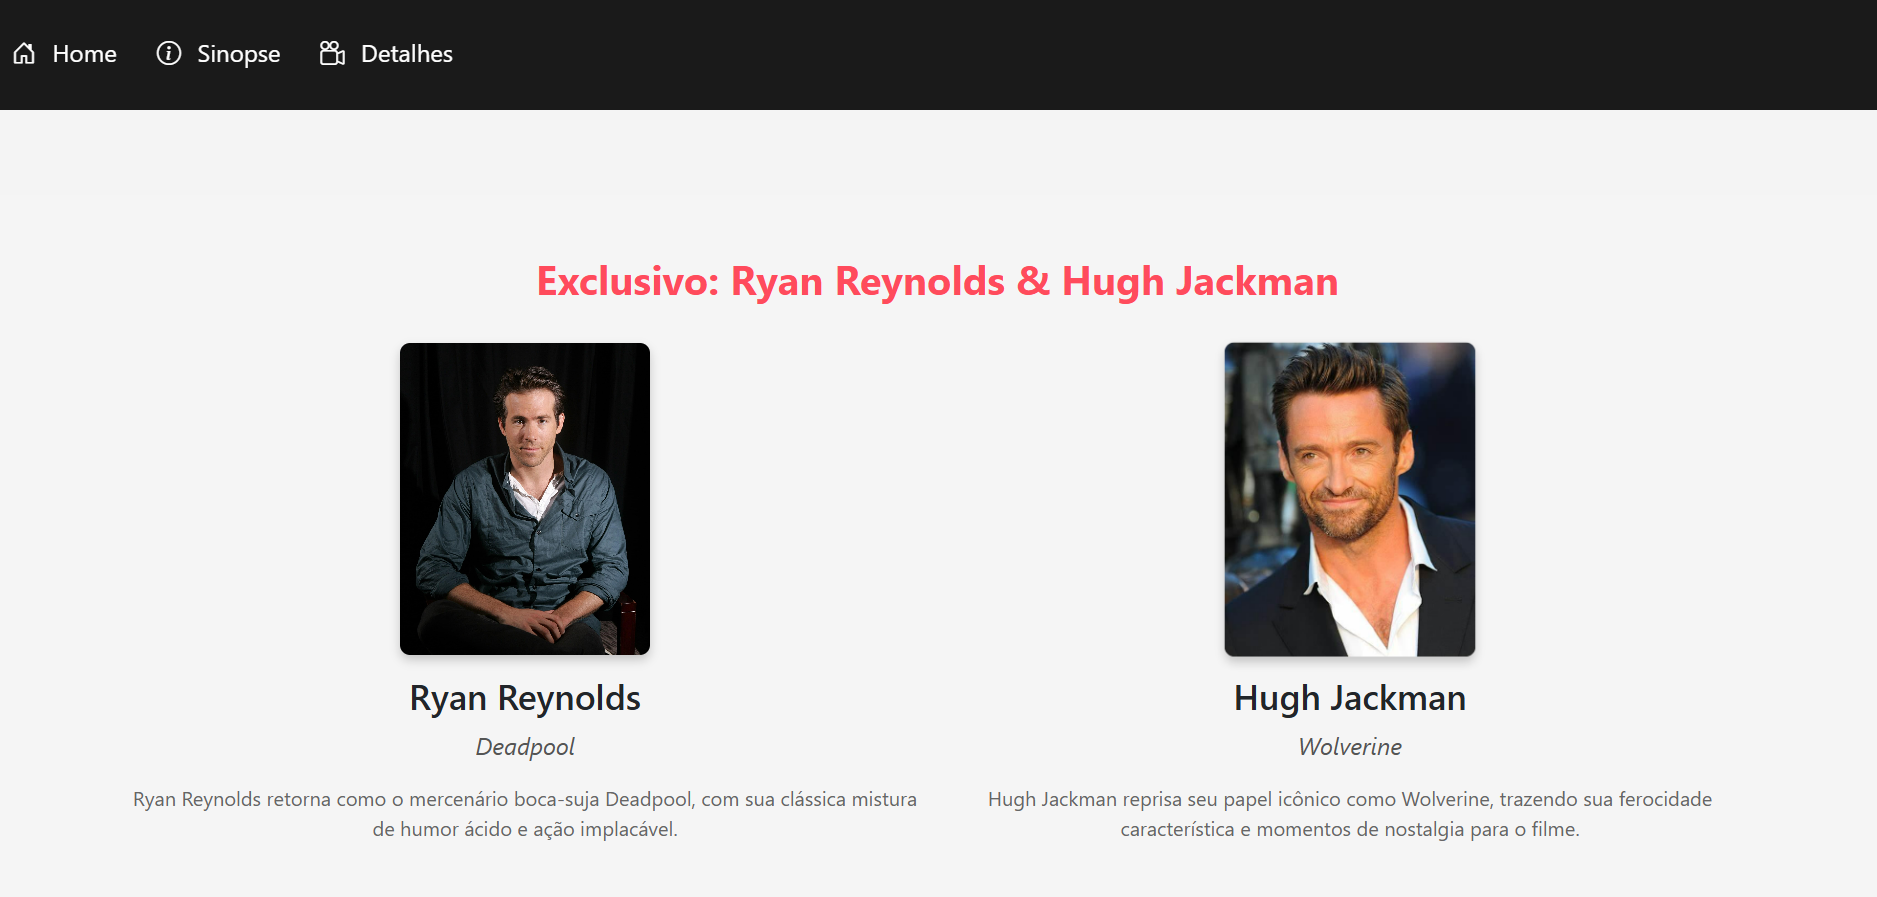 Home Sinopse Detalhes
Exclusivo: Ryan Reynolds & Hugh Jackman
Ryan Reynolds
Deadpool
Ryan Reynolds retorna como o mercenário boca-suja Deadpool, com sua clássica mistura
de humor ácido e ação implacável.
Hugh Jackman
Wolverine
Hugh Jackman reprisa seu papel icônico como Wolverine, trazendo sua ferocidade
característica e momentos de nostalgia para o filme.